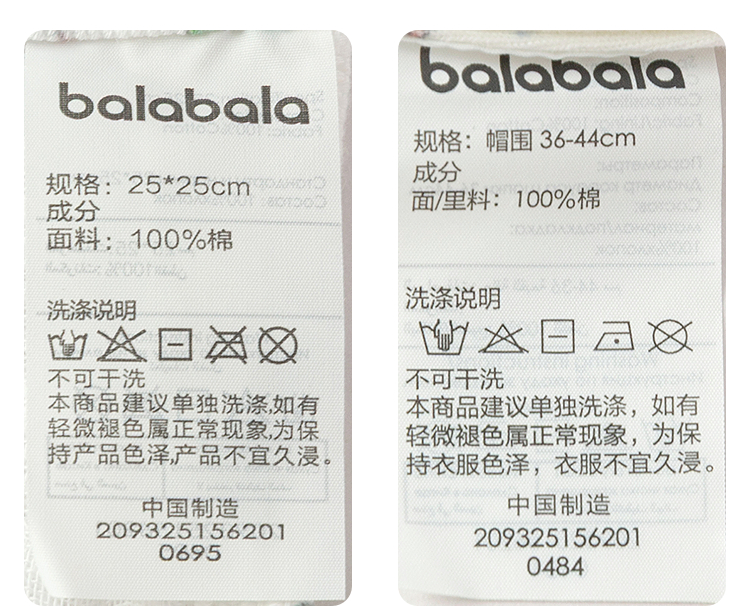 balabala
规格：25*25cm
成分
面料：100%棉
洗涤说明
不可干洗
本商品建议单独洗涤,如有
轻微褪色属正常现象,为保
持产品色泽,产品不宜久浸。
中国制造
209325156201
0695
balabala
规格：帽围 36-44cm
成分
面/里料：100%棉
洗涤说明
不可干洗
本商品建议单独洗涤，如有
轻微褪色属正常现象，为保
持衣服色泽，衣服不宜久浸。
中国制造
209325156201
0484